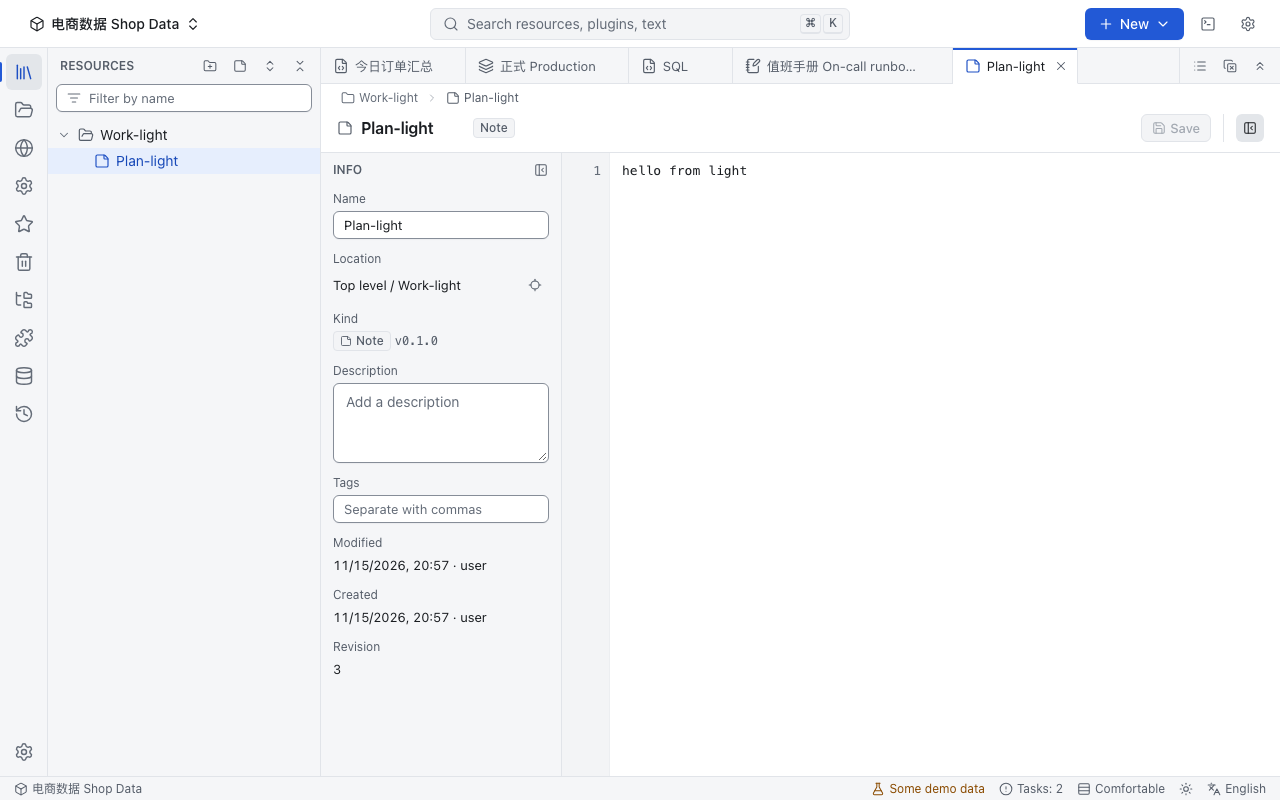 电商数据 Shop Data
Search resources, plugins, text
⌘ K
New
RESOURCES
Filter by name
Work-light
Plan-light
今日订单汇总
正式 Production
SQL
值班手册 On-call runbo...
Plan-light
Work-light
Plan-light
Plan-light
Note
Save
INFO
Name
Plan-light
Location
Top level / Work-light
Kind
Note v0.1.0
Description
Add a description
Tags
Separate with commas
Modified
11/15/2026, 20:57 · user
Created
11/15/2026, 20:57 · user
Revision
3
1 hello from light
电商数据 Shop Data
Some demo data
Tasks: 2
Comfortable
English